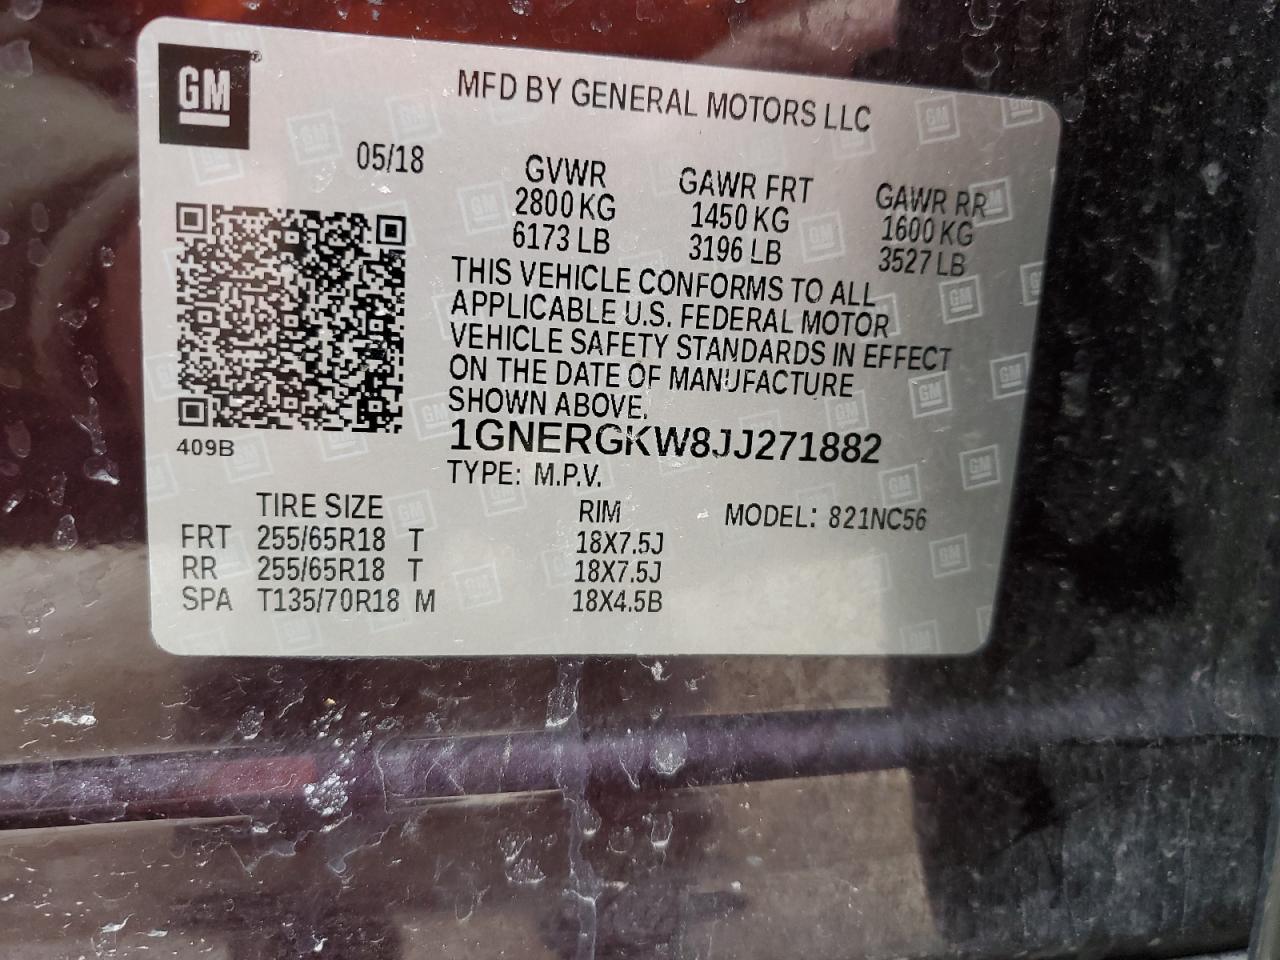 GM
MFD BY GENERAL MOTORS LLC
05/18
GVWR GAWR FRT GAWR RR
2800 KG 1450 KG 1600 KG
6173 LB 3196 LB 3527 LB
THIS VEHICLE CONFORMS TO ALL
APPLICABLE U.S. FEDERAL MOTOR
VEHICLE SAFETY STANDARDS IN EFFECT
ON THE DATE OF MANUFACTURE
SHOWN ABOVE.
409B
1GNERGKW8JJ271882
TYPE: M.P.V.
TIRE SIZE RIM MODEL: 821NC56
FRT 255/65R18 T 18X7.5J
RR 255/65R18 T 18X7.5J
SPA T135/70R18 M 18X4.5B